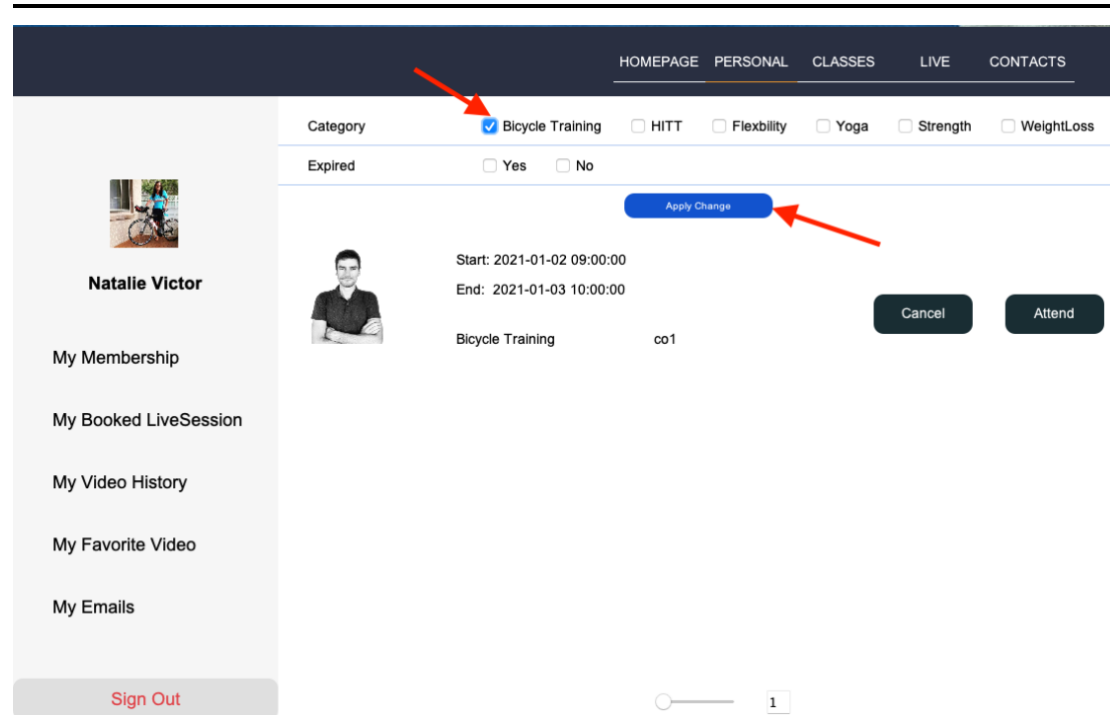 HOMEPAGE PERSONAL CLASSES LIVE CONTACTS
Category Bicycle Training HITT Flexbility Yoga Strength WeightLoss
Expired Yes No
Apply Change
Natalie Victor
My Membership
My Booked LiveSession
My Video History
My Favorite Video
My Emails
Sign Out
Start: 2021-01-02 09:00:00
End: 2021-01-03 10:00:00
Bicycle Training co1
Cancel Attend
1